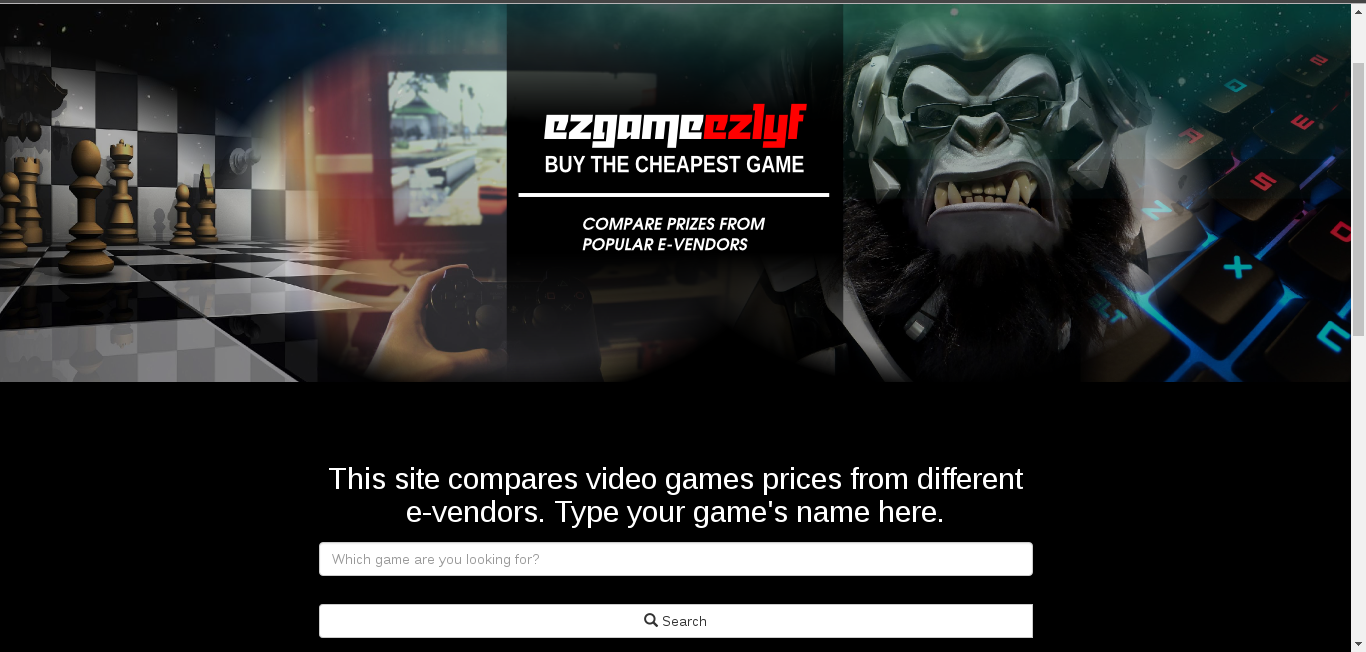 ezgameezlyf
BUY THE CHEAPEST GAME
COMPARE PRIZES FROM
POPULAR E-VENDORS
This site compares video games prices from different
e-vendors. Type your game's name here.
Which game are you looking for?
Search